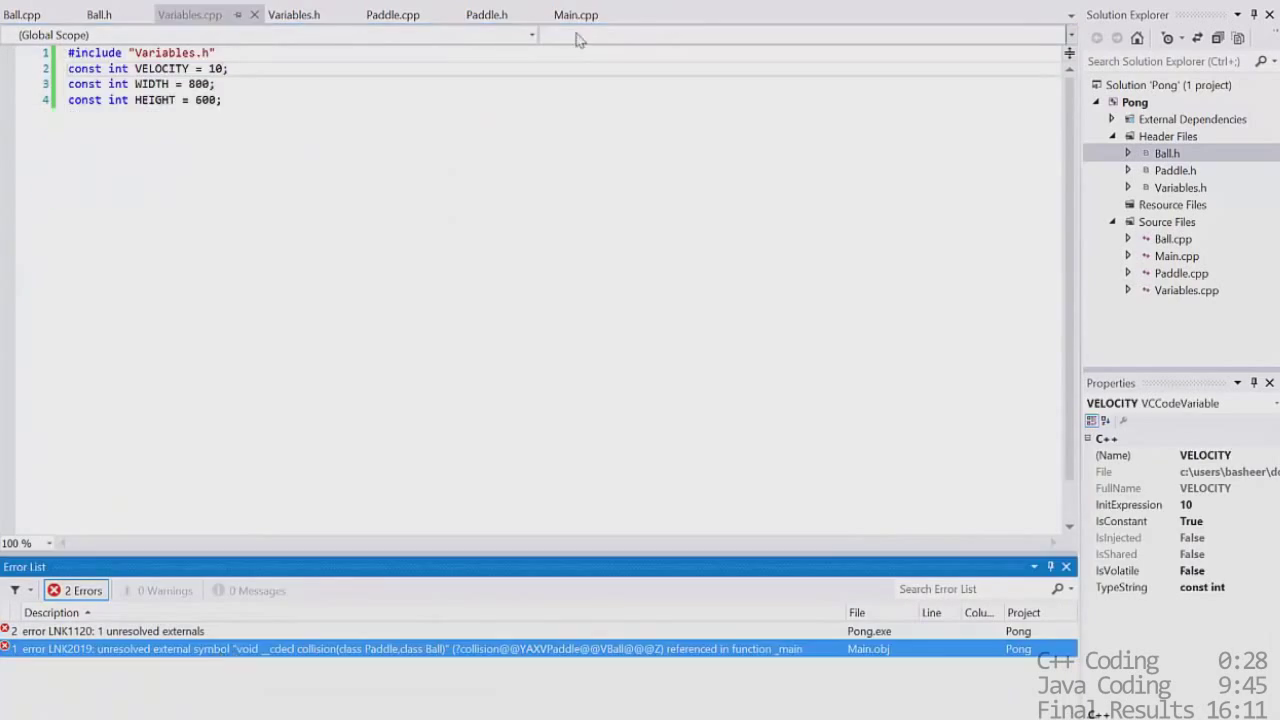 Ball.cpp Ball.h Variables.cpp Variables.h Paddle.cpp Paddle.h Main.cpp
(Global Scope)
1 #include "Variables.h"
2 const int VELOCITY = 10;
3 const int WIDTH = 800;
4 const int HEIGHT = 600;
100 %
Solution Explorer
Search Solution Explorer (Ctrl+;)
Solution 'Pong' (1 project)
Pong
External Dependencies
Header Files
Ball.h
Paddle.h
Variables.h
Resource Files
Source Files
Ball.cpp
Main.cpp
Paddle.cpp
Variables.cpp
Properties
VELOCITY VCCodeVariable
C++
(Name) VELOCITY
File c:\users\basheer\do
FullName VELOCITY
InitExpression 10
IsConstant True
IsInjected False
IsShared False
IsVolatile False
TypeString const int
Error List
2 Errors 0 Warnings 0 Messages Search Error List
Description File Line Colu... Project
2 error LNK1120: 1 unresolved externals Pong.exe Pong
1 error LNK2019: unresolved external symbol "void __cdecl collision(class Paddle,class Ball)" (?collision@@YAXVPaddle@@VBall@@@Z) referenced in function _main Main.obj Pong
C++ Coding 0:28
Java Coding 9:45
Final Results 16:11
C++